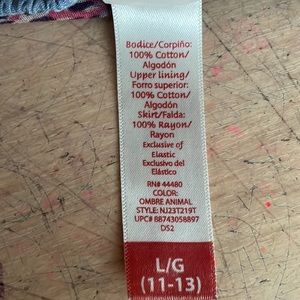 Bodice/Corpiño:
100% Cotton/
Algodón
Upper lining/
Forro superior:
100% Cotton/
Algodón
Skirt/Falda:
100% Rayon/
Rayon
Exclusive of
Elastic
Exclusivo del
Elástico
RN# 44480
COLOR:
OMBRE ANIMAL
STYLE: NJ23T219T
UPC# 88743058897
DS2
L/G
(11-13)